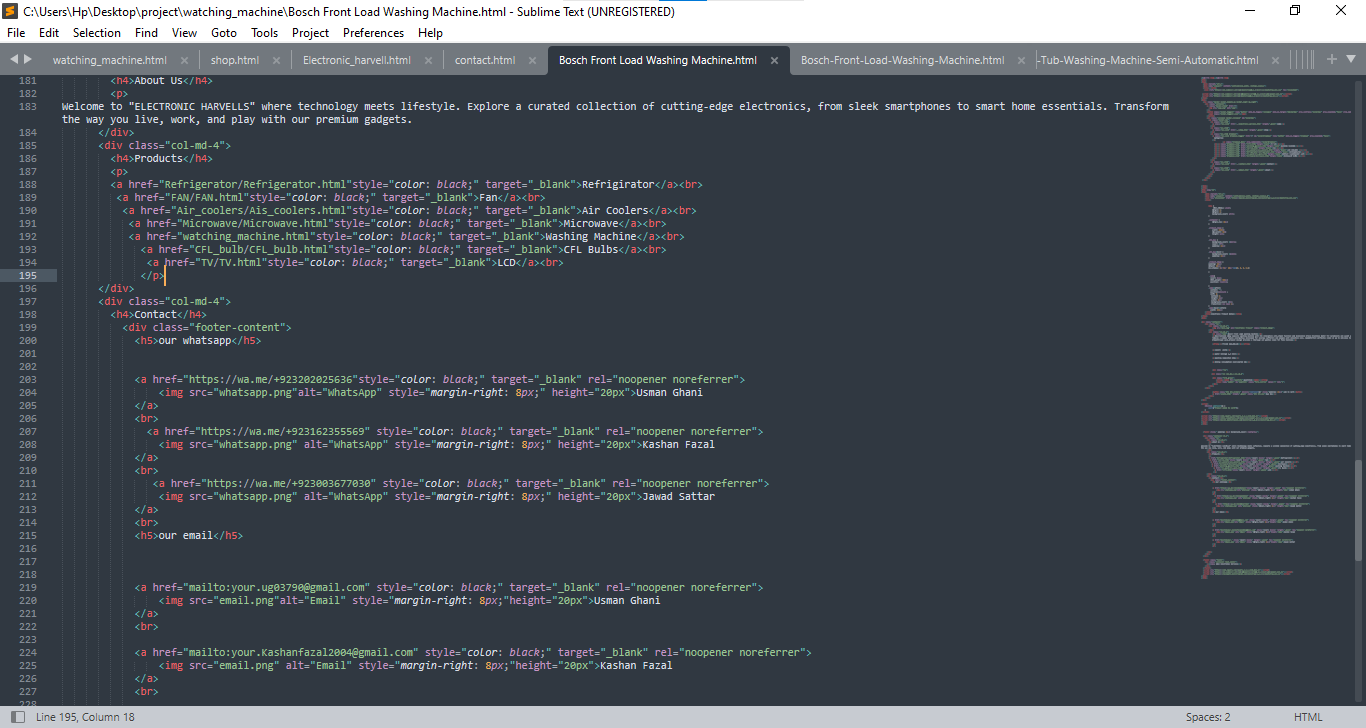 C:\Users\Hp\Desktop\project\watching_machine\Bosch Front Load Washing Machine.html - Sublime Text (UNREGISTERED)
File Edit Selection Find View Goto Tools Project Preferences Help
watching_machine.html shop.html Electronic_harvell.html contact.html Bosch Front Load Washing Machine.html Bosch-Front-Load-Washing-Machine.html -Tub-Washing-Machine-Semi-Automatic.html
181 <h4>About Us</h4>
182 <p>
183 Welcome to "ELECTRONIC HARVELLS" where technology meets lifestyle. Explore a curated collection of cutting-edge electronics, from sleek smartphones to smart home essentials. Transform
the way you live, work, and play with our premium gadgets.
184 </div>
185 <div class="col-md-4">
186 <h4>Products</h4>
187 <p>
188 <a href="Refrigerator/Refrigerator.html"style="color: black;" target="_blank">Refrigirator</a><br>
189 <a href="FAN/FAN.html"style="color: black;" target="_blank">Fan</a><br>
190 <a href="Air_coolers/Ais_coolers.html"style="color: black;" target="_blank">Air Coolers</a><br>
191 <a href="Microwave/Microwave.html"style="color: black;" target="_blank">Microwave</a><br>
192 <a href="watching_machine.html"style="color: black;" target="_blank">Washing Machine</a><br>
193 <a href="CFL_bulb/CFL_bulb.html"style="color: black;" target="_blank">CFL Bulbs</a><br>
194 <a href="TV/TV.html"style="color: black;" target="_blank">LCD</a><br>
195 </p>
196 </div>
197 <div class="col-md-4">
198 <h4>Contact</h4>
199 <div class="footer-content">
200 <h5>our whatsapp</h5>
201
202
203 <a href="https://wa.me/+923202025636"style="color: black;" target="_blank" rel="noopener noreferrer">
204 <img src="whatsapp.png"alt="WhatsApp" style="margin-right: 8px;" height="20px">Usman Ghani
205 </a>
206 <br>
207 <a href="https://wa.me/+923162355569" style="color: black;" target="_blank" rel="noopener noreferrer">
208 <img src="whatsapp.png" alt="WhatsApp" style="margin-right: 8px;" height="20px">Kashan Fazal
209 </a>
210 <br>
211 <a href="https://wa.me/+923003677030" style="color: black;" target="_blank" rel="noopener noreferrer">
212 <img src="whatsapp.png" alt="WhatsApp" style="margin-right: 8px;" height="20px">Jawad Sattar
213 </a>
214 <br>
215 <h5>our email</h5>
216
217
218
219 <a href="mailto:your.ug03790@gmail.com" style="color: black;" target="_blank" rel="noopener noreferrer">
220 <img src="email.png"alt="Email" style="margin-right: 8px;"height="20px">Usman Ghani
221 </a>
222 <br>
223
224 <a href="mailto:your.Kashanfazal2004@gmail.com" style="color: black;" target="_blank" rel="noopener noreferrer">
225 <img src="email.png" alt="Email" style="margin-right: 8px;"height="20px">Kashan Fazal
226 </a>
227 <br>
228
Line 195, Column 18 Spaces: 2 HTML